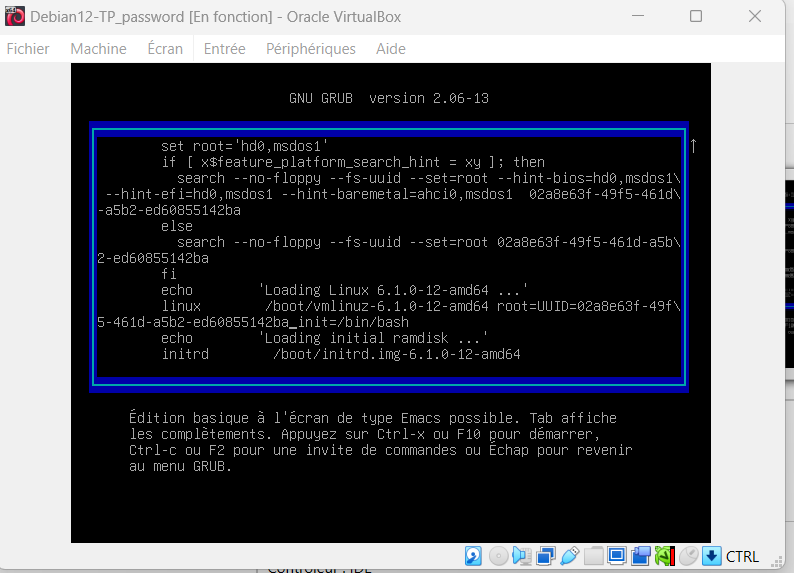 Debian12-TP_password [En fonction] - Oracle VirtualBox
Fichier Machine Écran Entrée Périphériques Aide
GNU GRUB version 2.06-13
set root='hd0,msdos1'
if [ x$feature_platform_search_hint = xy ]; then
search --no-floppy --fs-uuid --set=root --hint-bios=hd0,msdos1\
--hint-efi=hd0,msdos1 --hint-baremetal=ahci0,msdos1 02a8e63f-49f5-461d\
-a5b2-ed60855142ba
else
search --no-floppy --fs-uuid --set=root 02a8e63f-49f5-461d-a5b\
2-ed60855142ba
fi
echo 'Loading Linux 6.1.0-12-amd64 ...'
linux /boot/vmlinuz-6.1.0-12-amd64 root=UUID=02a8e63f-49f\
5-461d-a5b2-ed60855142ba_init=/bin/bash
echo 'Loading initial ramdisk ...'
initrd /boot/initrd.img-6.1.0-12-amd64
Édition basique à l'écran de type Emacs possible. Tab affiche
les complètements. Appuyez sur Ctrl-x ou F10 pour démarrer,
Ctrl-c ou F2 pour une invite de commandes ou Échap pour revenir
au menu GRUB.
CTRL
Contrôleur : IDE